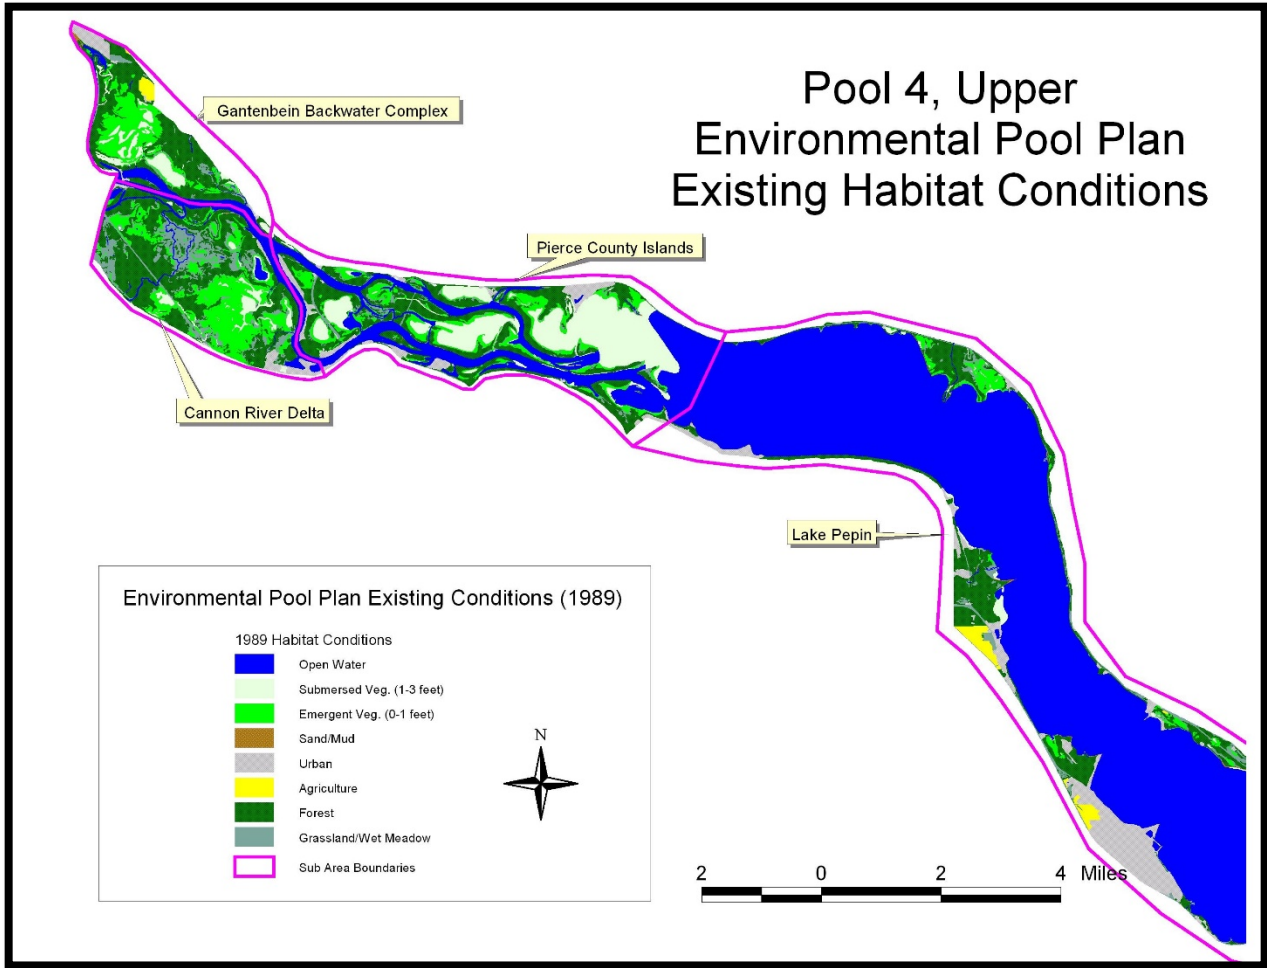 Pool 4, Upper
Environmental Pool Plan
Existing Habitat Conditions
Gantenbein Backwater Complex
Pierce County Islands
Cannon River Delta
Lake Pepin
Environmental Pool Plan Existing Conditions (1989)
1989 Habitat Conditions
Open Water
Submersed Veg. (1-3 feet)
Emergent Veg. (0-1 feet)
Sand/Mud
Urban
Agriculture
Forest
Grassland/Wet Meadow
Sub Area Boundaries
N
2 0 2 4 Miles